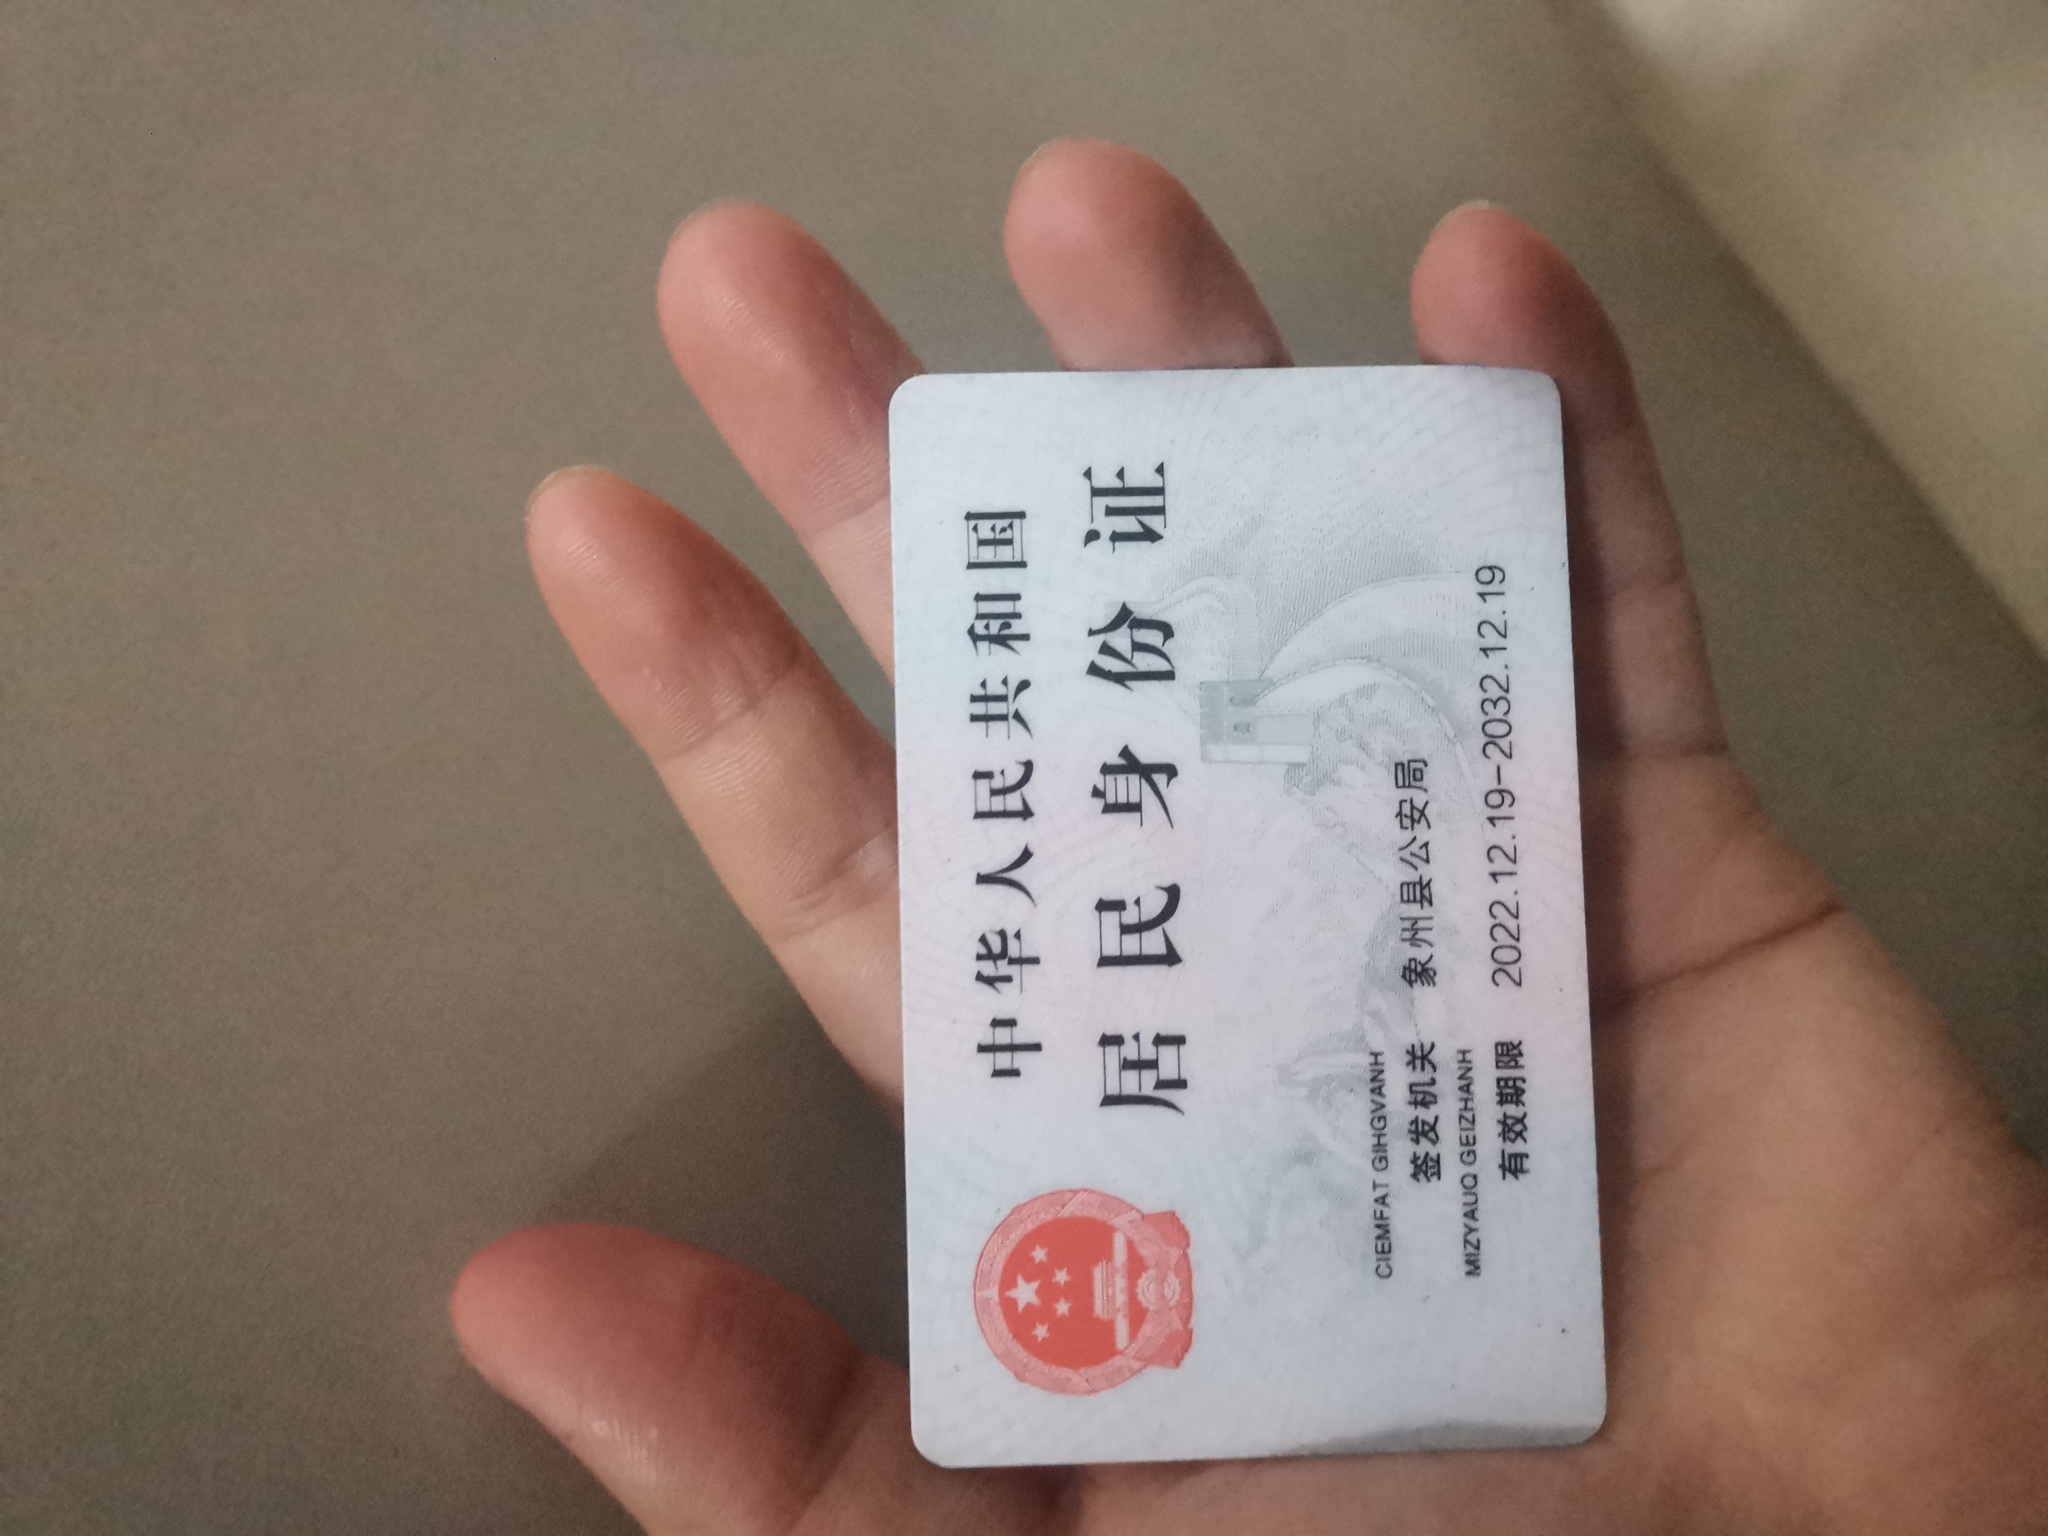 中华人民共和国
居民身份证
CIEMFAT GIHGVANH
签发机关 象州县公安局
MIZYAUQ GEIZHANH
有效期限 2022.12.19-2032.12.19